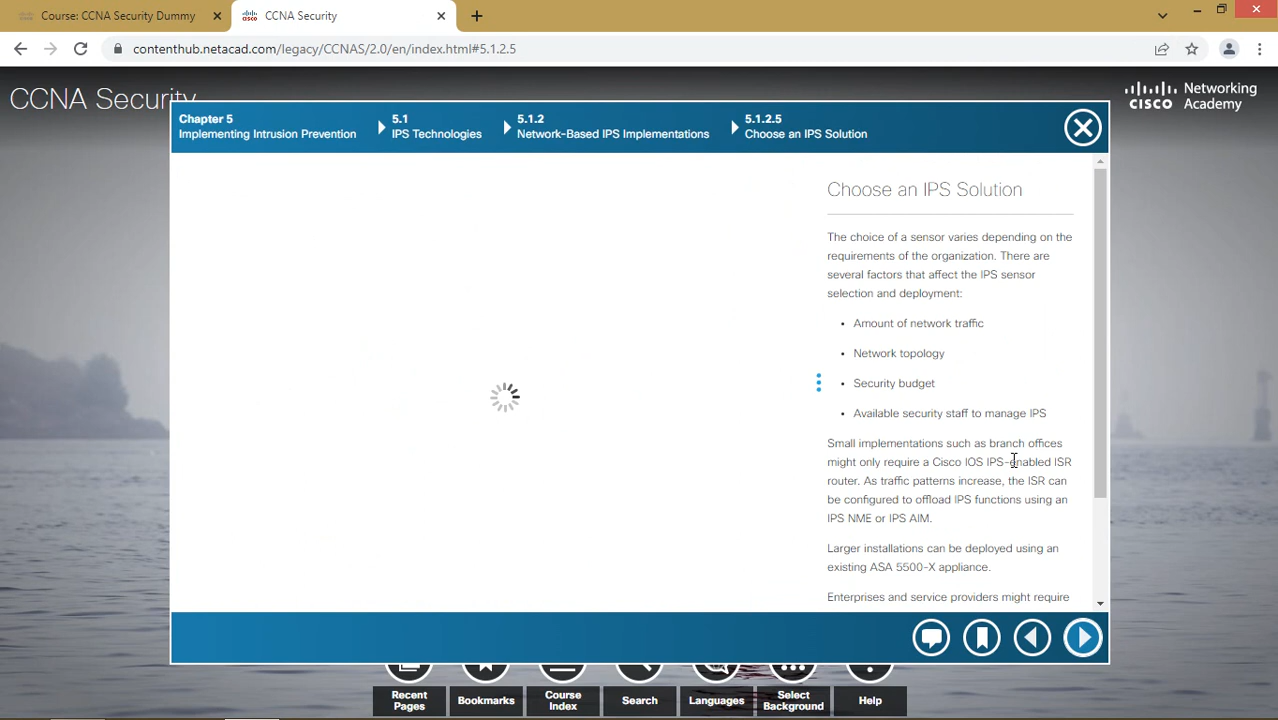 Course: CCNA Security Dummy
CCNA Security
contenthub.netacad.com/legacy/CCNAS/2.0/en/index.html#5.1.2.5
CCNA Security
Networking
CISCO Academy
Chapter 5
Implementing Intrusion Prevention
5.1
IPS Technologies
5.1.2
Network-Based IPS Implementations
5.1.2.5
Choose an IPS Solution
Choose an IPS Solution
The choice of a sensor varies depending on the
requirements of the organization. There are
several factors that affect the IPS sensor
selection and deployment:
• Amount of network traffic
• Network topology
• Security budget
• Available security staff to manage IPS
Small implementations such as branch offices
might only require a Cisco IOS IPS-enabled ISR
router. As traffic patterns increase, the ISR can
be configured to offload IPS functions using an
IPS NME or IPS AIM.
Larger installations can be deployed using an
existing ASA 5500-X appliance.
Enterprises and service providers might require
Recent
Pages
Bookmarks
Course
Index
Search
Languages
Select
Background
Help